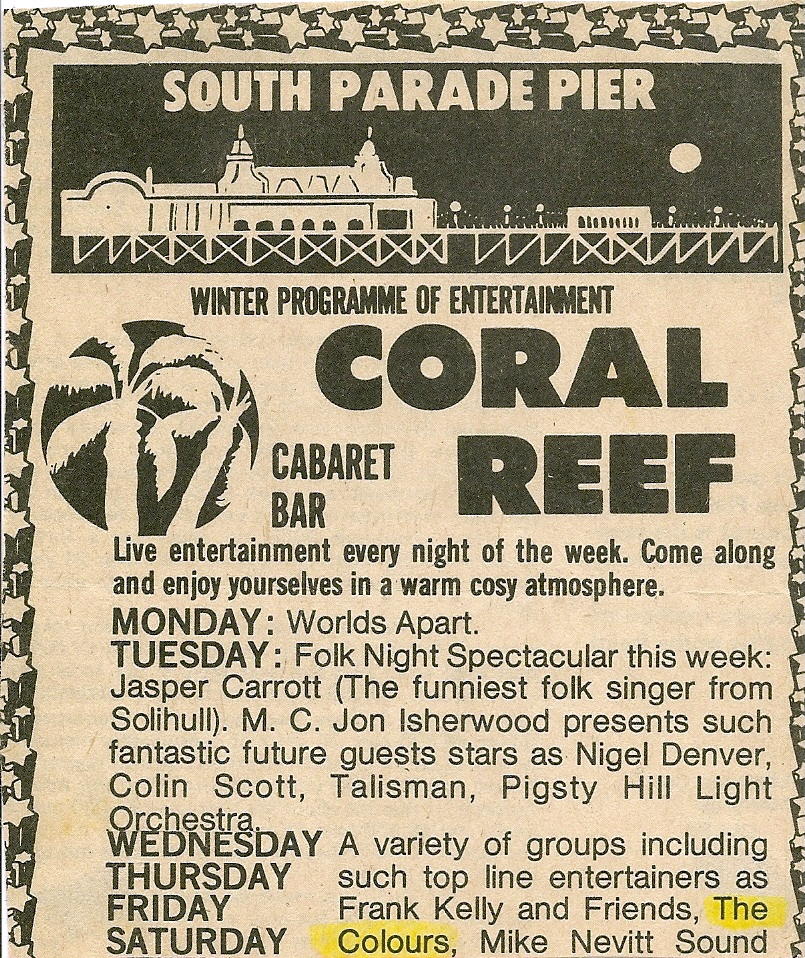 SOUTH PARADE PIER
WINTER PROGRAMME OF ENTERTAINMENT
CORAL
REEF
CABARET
BAR
Live entertainment every night of the week. Come along
and enjoy yourselves in a warm cosy atmosphere.
MONDAY: Worlds Apart.
TUESDAY: Folk Night Spectacular this week:
Jasper Carrott (The funniest folk singer from
Solihull). M. C. Jon Isherwood presents such
fantastic future guests stars as Nigel Denver,
Colin Scott, Talisman, Pigsty Hill Light
Orchestra.
WEDNESDAY A variety of groups including
THURSDAY such top line entertainers as
FRIDAY Frank Kelly and Friends, The
SATURDAY Colours, Mike Nevitt Sound